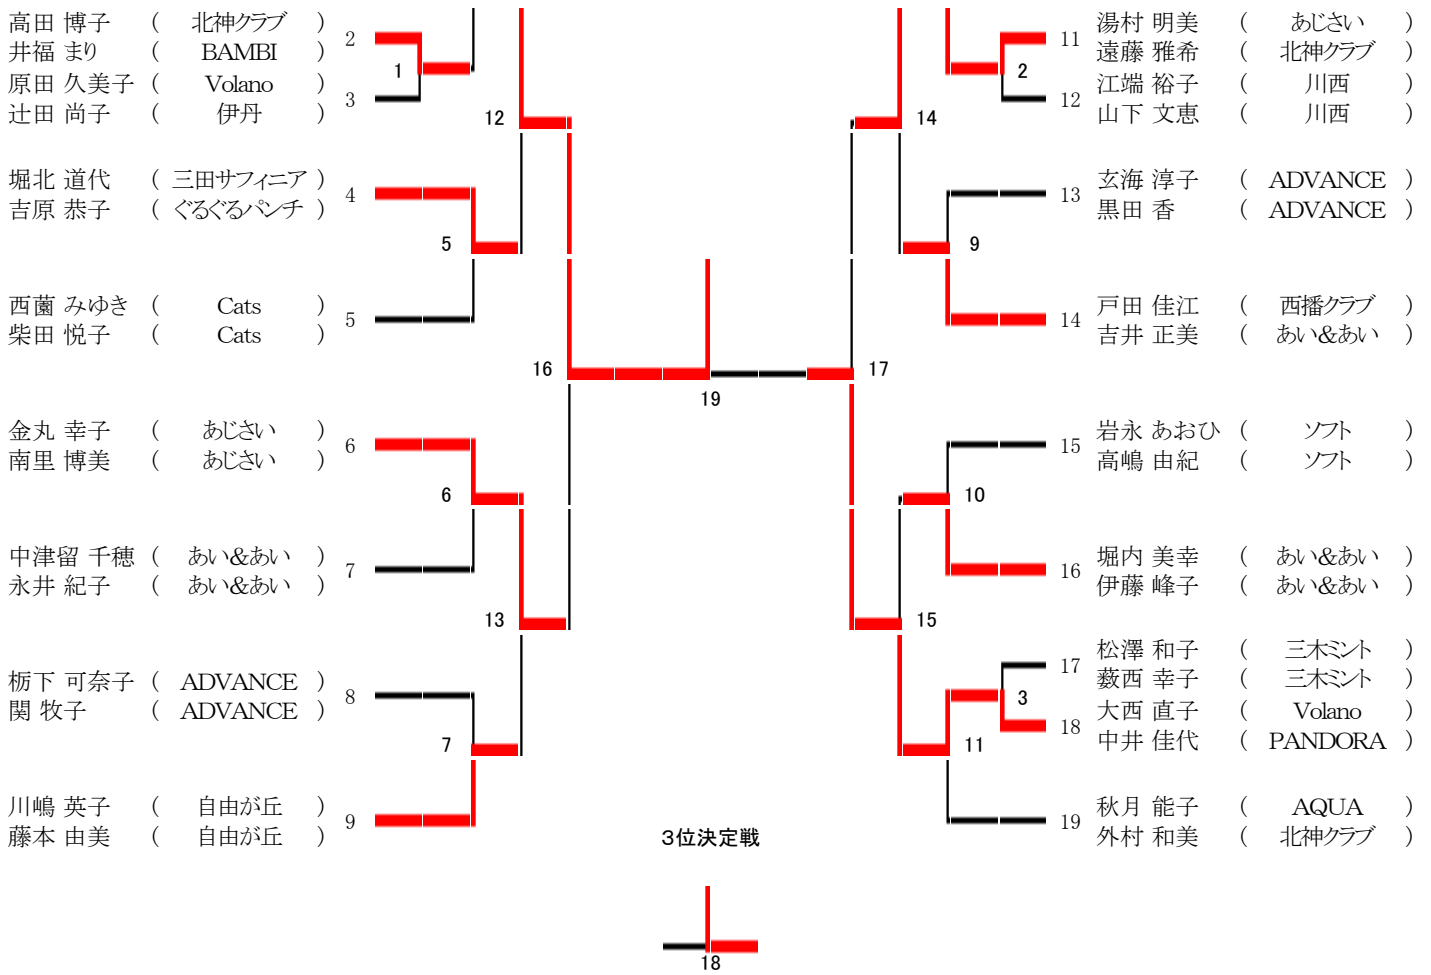 高田 博子 ( 北神クラブ )
井福 まり ( BAMBI )
2
1
原田 久美子 ( Volano )
辻田 尚子 ( 伊丹 )
3
12
堀北 道代 ( 三田サフィニア )
吉原 恭子 ( ぐるぐるパンチ )
4
5
西薗 みゆき ( Cats )
柴田 悦子 ( Cats )
5
16
金丸 幸子 ( あじさい )
南里 博美 ( あじさい )
6
6
中津留 千穂 ( あい&あい )
永井 紀子 ( あい&あい )
7
13
栃下 可奈子 ( ADVANCE )
関 牧子 ( ADVANCE )
8
7
川嶋 英子 ( 自由が丘 )
藤本 由美 ( 自由が丘 )
9
19
11
湯村 明美 ( あじさい )
遠藤 雅希 ( 北神クラブ )
2
12
江端 裕子 ( 川西 )
山下 文恵 ( 川西 )
14
13
玄海 淳子 ( ADVANCE )
黒田 香 ( ADVANCE )
9
14
戸田 佳江 ( 西播クラブ )
吉井 正美 ( あい&あい )
17
15
岩永 あおひ ( ソフト )
高嶋 由紀 ( ソフト )
10
16
堀内 美幸 ( あい&あい )
伊藤 峰子 ( あい&あい )
15
17
松澤 和子 ( 三木ミント )
薮西 幸子 ( 三木ミント )
3
18
大西 直子 ( Volano )
中井 佳代 ( PANDORA )
11
19
秋月 能子 ( AQUA )
外村 和美 ( 北神クラブ )
3位決定戦
18